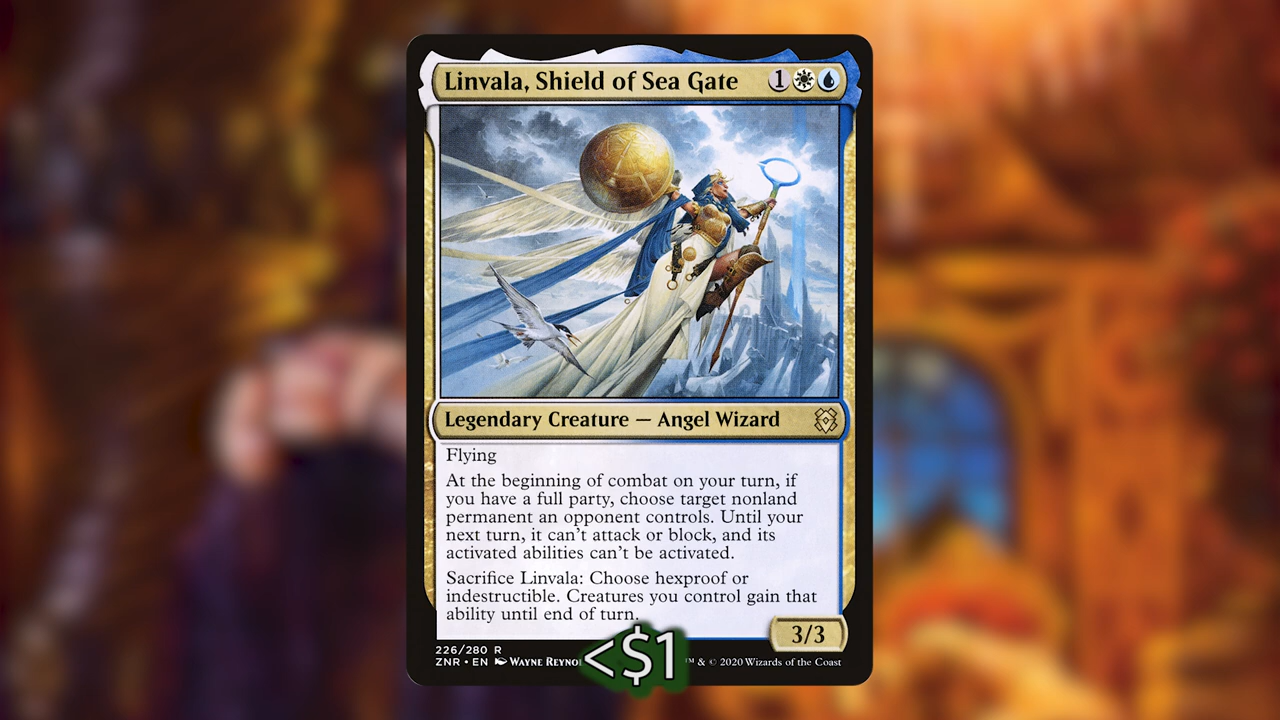 Linvala, Shield of Sea Gate 1
Legendary Creature — Angel Wizard
Flying
At the beginning of combat on your turn, if
you have a full party, choose target nonland
permanent an opponent controls. Until your
next turn, it can't attack or block, and its
activated abilities can't be activated.
Sacrifice Linvala: Choose hexproof or
indestructible. Creatures you control gain that
ability until end of turn.
3/3
226/280 R
ZNR • EN WAYNE <$1 ™ & © 2020 Wizards of the Coast